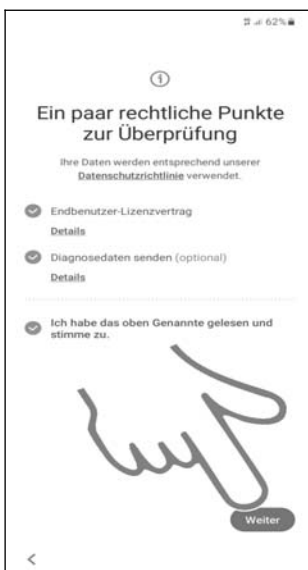 62%
Ein paar rechtliche Punkte
zur Überprüfung
Ihre Daten werden entsprechend unserer
Datenschutzrichtlinie verwendet.
Endbenutzer-Lizenzvertrag
Details
Diagnosedaten senden (optional)
Details
Ich habe das oben Genannte gelesen und
stimme zu.
Weiter